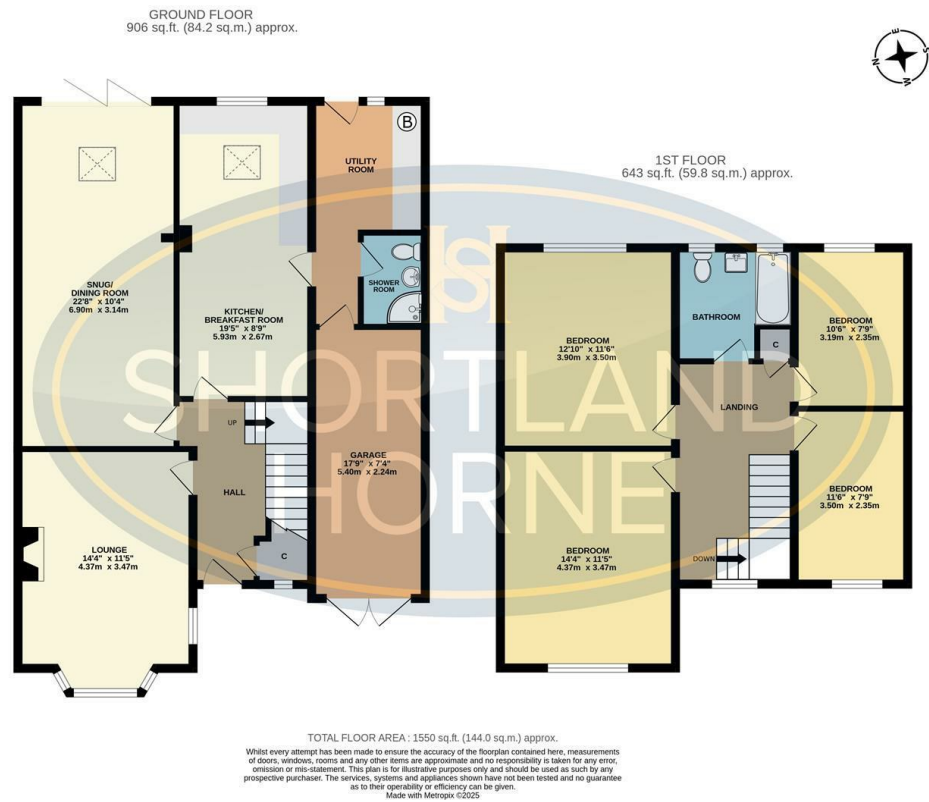 GROUND FLOOR
906 sq.ft. (84.2 sq.m.) approx.
N
E
S
W
1ST FLOOR
643 sq.ft. (59.8 sq.m.) approx.
B
UTILITY
ROOM
SHOWER
ROOM
SNUG/
DINING ROOM
22'8" x 10'4"
6.90m x 3.14m
KITCHEN/
BREAKFAST ROOM
19'5" x 8'9"
5.93m x 2.67m
UP
HALL
C
GARAGE
17'9" x 7'4"
5.40m x 2.24m
LOUNGE
14'4" x 11'5"
4.37m x 3.47m
BEDROOM
12'10" x 11'6"
3.90m x 3.50m
BATHROOM
C
BEDROOM
10'6" x 7'9"
3.19m x 2.35m
LANDING
BEDROOM
11'6" x 7'9"
3.50m x 2.35m
BEDROOM
14'4" x 11'5"
4.37m x 3.47m
DOWN
SH
SHORTLAND
HORNE
TOTAL FLOOR AREA : 1550 sq.ft. (144.0 sq.m.) approx.
Whilst every attempt has been made to ensure the accuracy of the floorplan contained here, measurements
of doors, windows, rooms and any other items are approximate and no responsibility is taken for any error,
omission or mis-statement. This plan is for illustrative purposes only and should be used as such by any
prospective purchaser. The services, systems and appliances shown have not been tested and no guarantee
as to their operability or efficiency can be given.
Made with Metropix ©2025